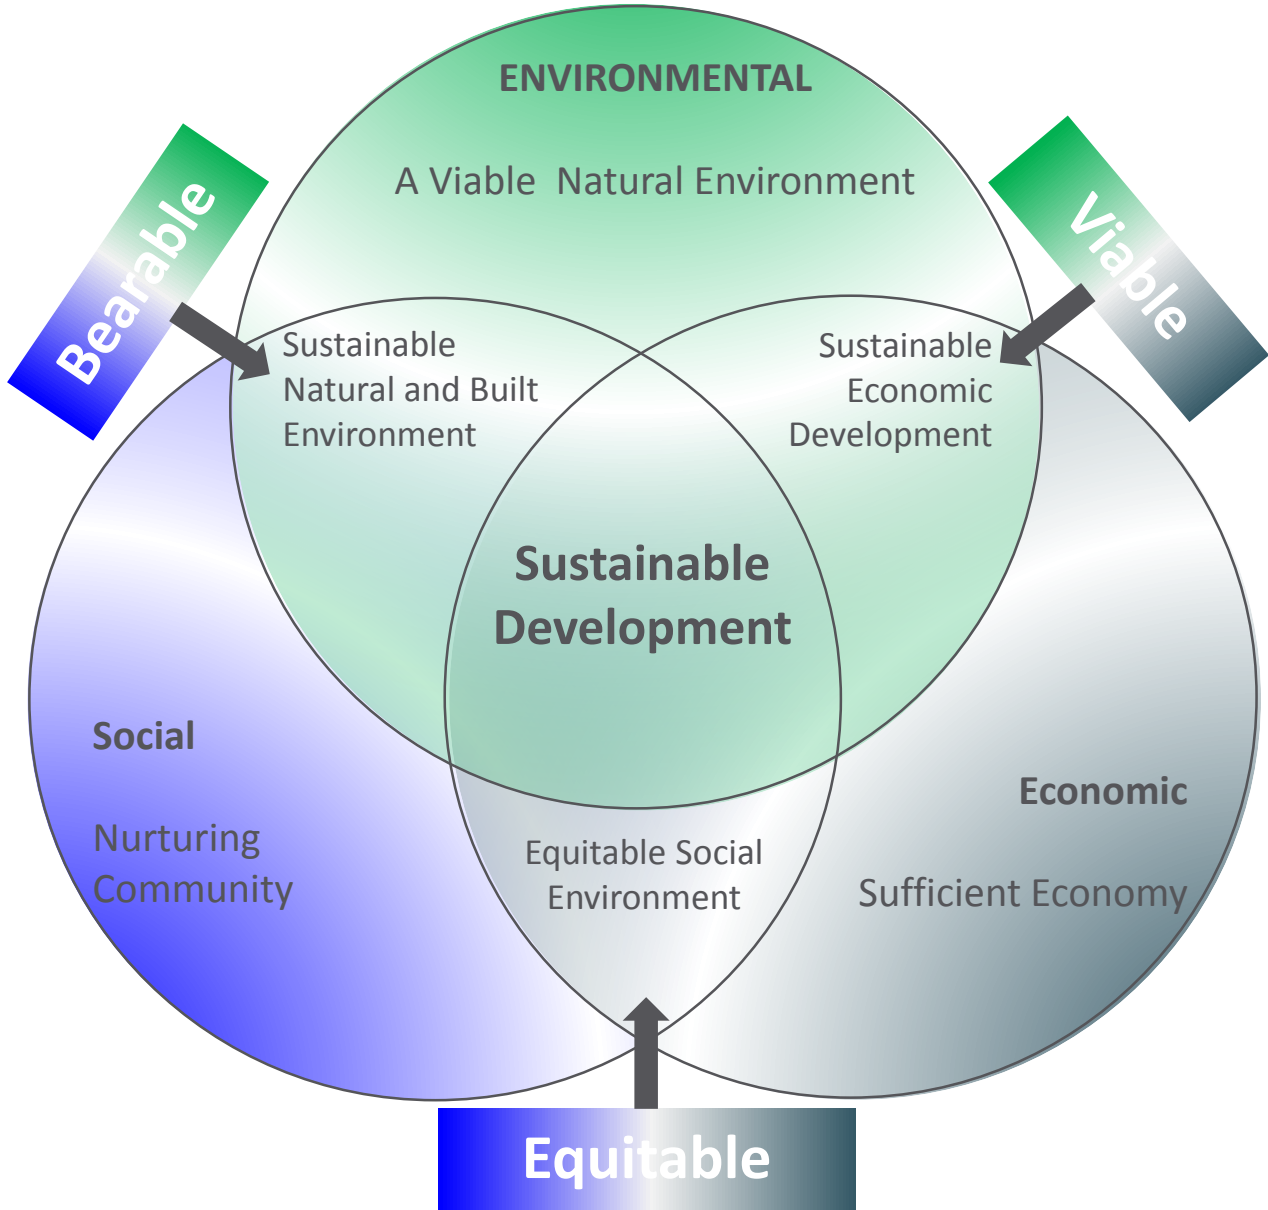 ENVIRONMENTAL
A Viable  Natural Environment
Bearable
Viable
Sustainable
Natural and Built
Environment
Sustainable
Economic
Development
Sustainable
Development
Social
Nurturing
Community
Economic
Sufficient Economy
Equitable Social
Environment
Equitable